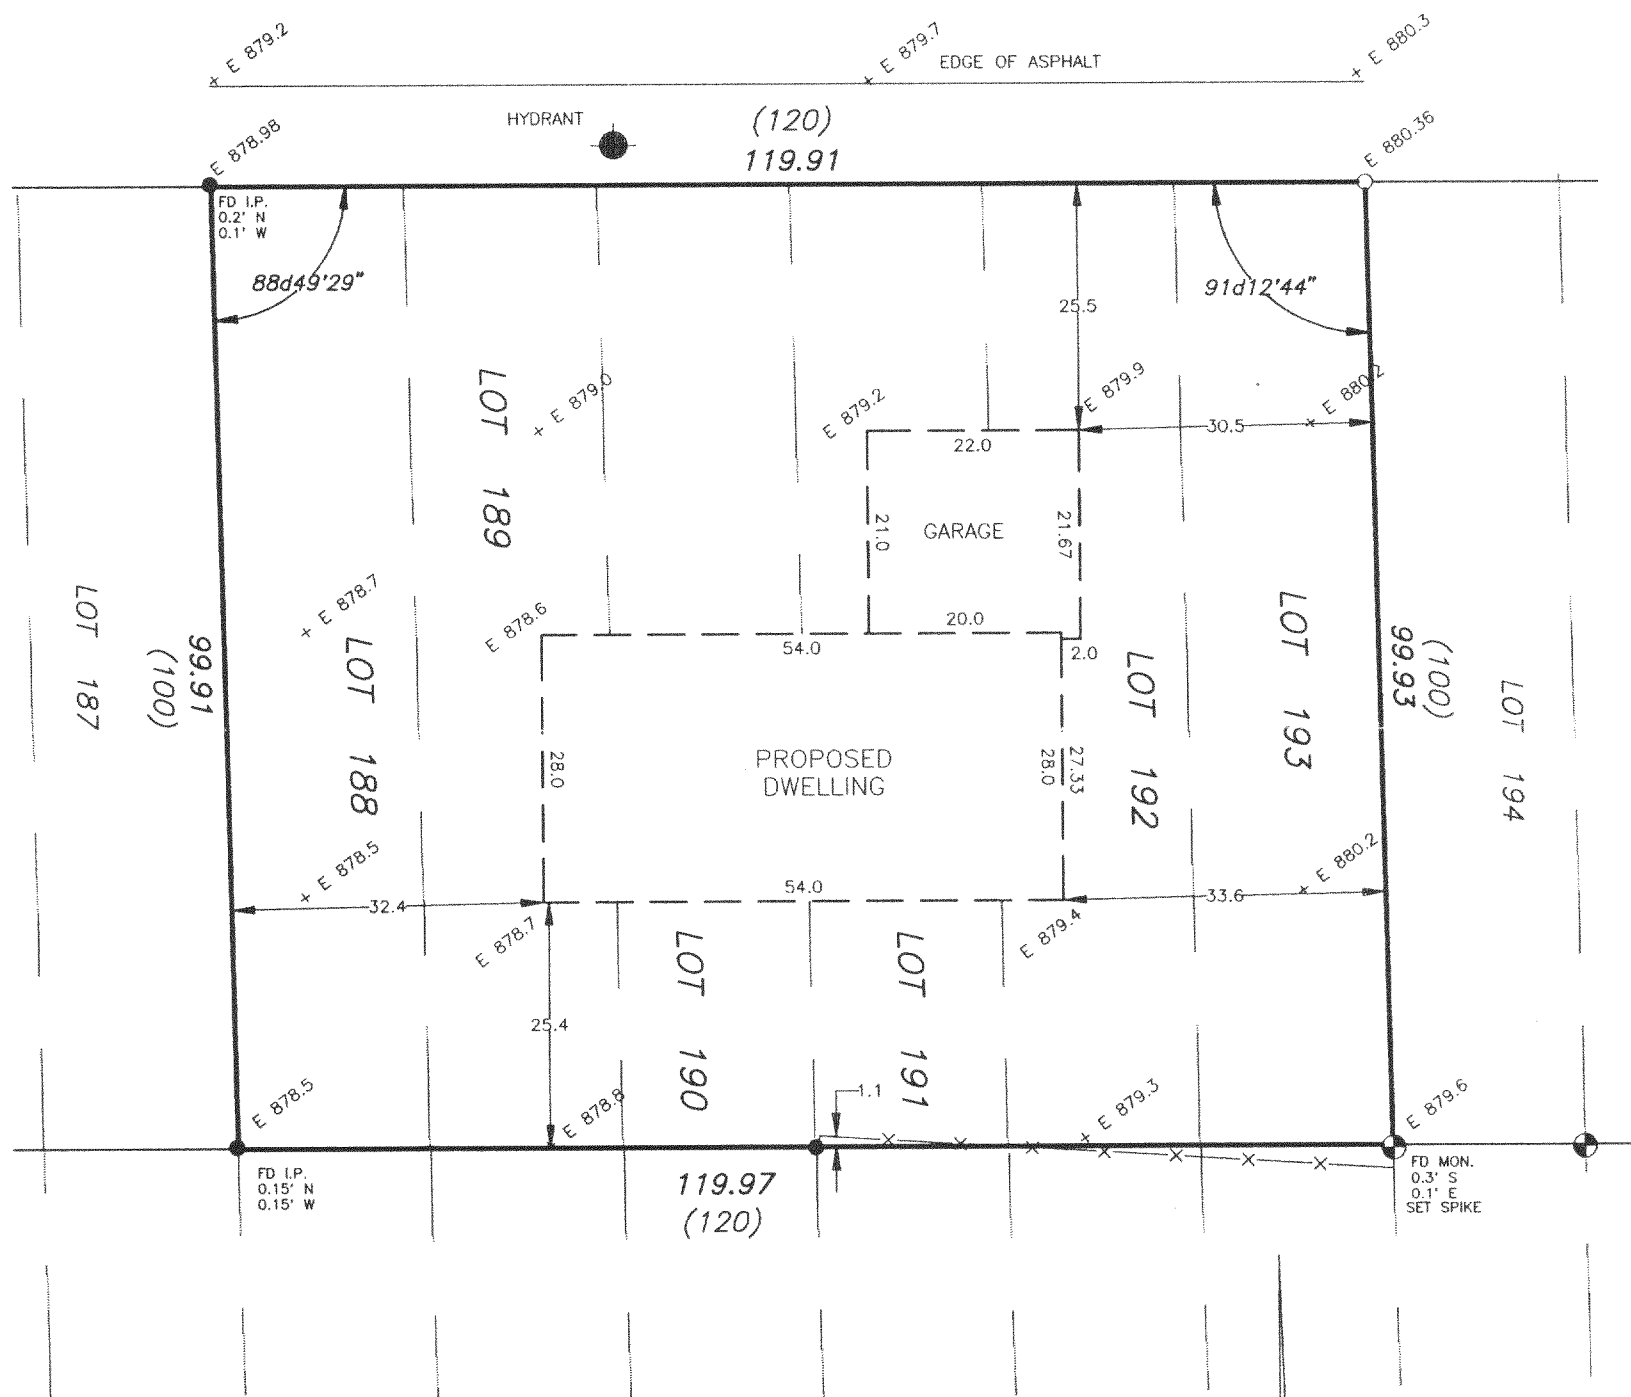 E 879.2
E 879.7
EDGE OF ASPHALT
E 880.3
HYDRANT
(120)
119.91
E 878.98
E 880.36
FD I.P.
0.2' N
0.1' W
88d49'29"
91d12'44"
25.5
LOT 189
E 879.0
E 879.2
E 879.9
E 880.2
30.5
22.0
21.0
GARAGE
21.67
LOT 187
E 878.7
LOT 188
E 878.6
20.0
54.0
2.0
LOT 192
LOT 193
99.91
(100)
99.93
(100)
LOT 194
28.0
PROPOSED
DWELLING
27.33
28.0
E 878.5
32.4
54.0
E 880.2
33.6
E 878.7
E 879.4
LOT 190
LOT 191
25.4
E 878.5
E 878.8
1.1
E 879.3
E 879.6
FD I.P.
0.15' N
0.15' W
119.97
(120)
FD MON.
0.3' S
0.1' E
SET SPIKE